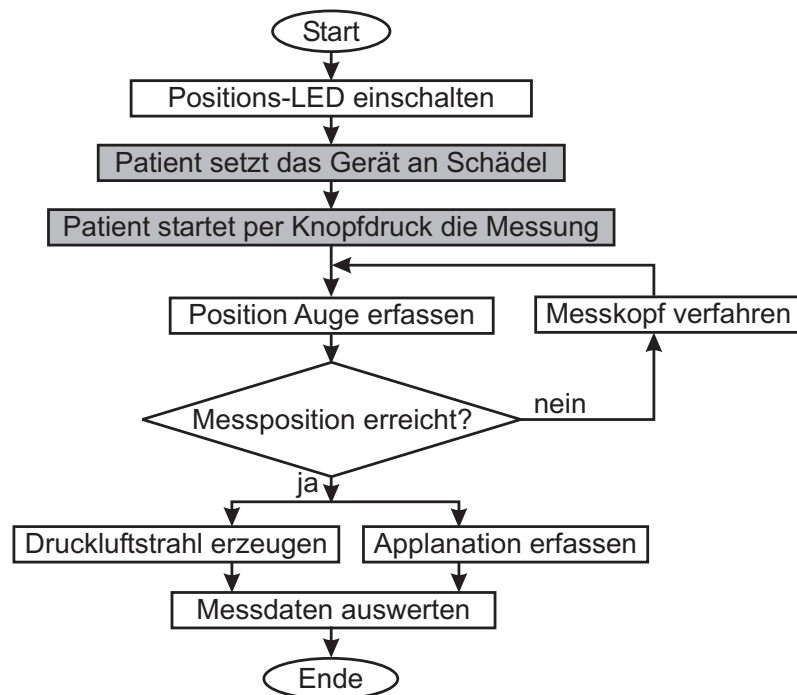 Start
Positions-LED einschalten
Patient setzt das Gerät an Schädel
Patient startet per Knopfdruck die Messung
Position Auge erfassen
Messkopf verfahren
Messposition erreicht?
nein
ja
Druckluftstrahl erzeugen
Applanation erfassen
Messdaten auswerten
Ende